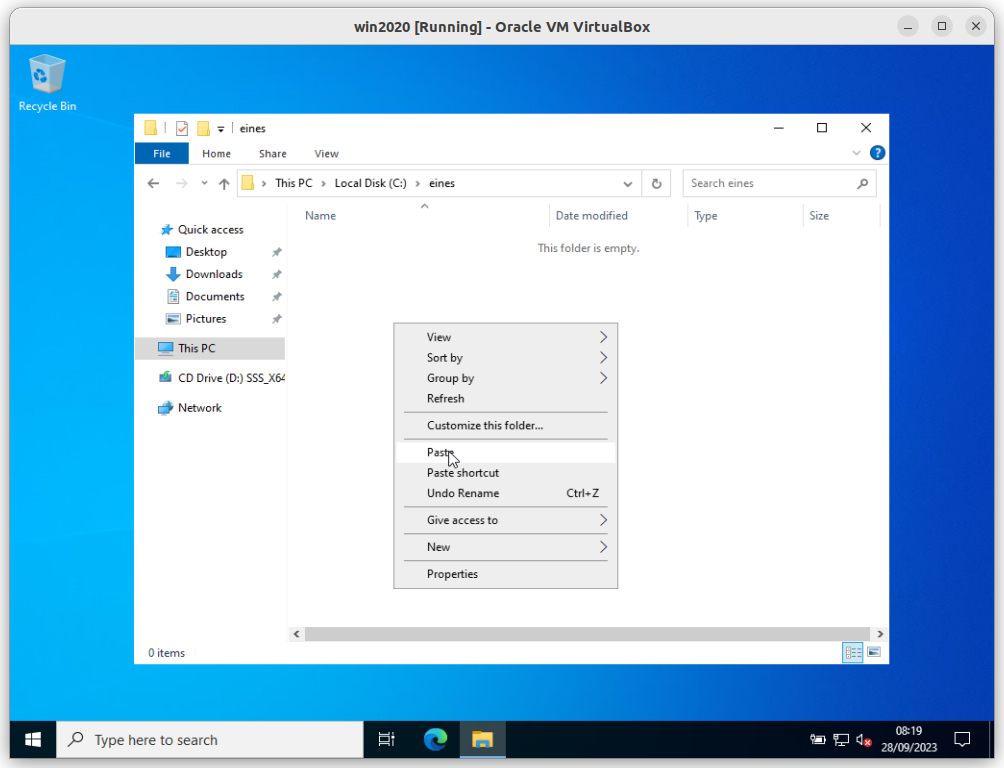 win2020 [Running] - Oracle VM VirtualBox
Recycle Bin
eines
File Home Share View
This PC Local Disk (C:) eines
Search eines
Name Date modified Type Size
This folder is empty.
Quick access
Desktop
Downloads
Documents
Pictures
This PC
CD Drive (D:) SSS_X64
Network
View
Sort by
Group by
Refresh
Customize this folder...
Paste
Paste shortcut
Undo Rename Ctrl+Z
Give access to
New
Properties
0 items
Type here to search
08:19
28/09/2023